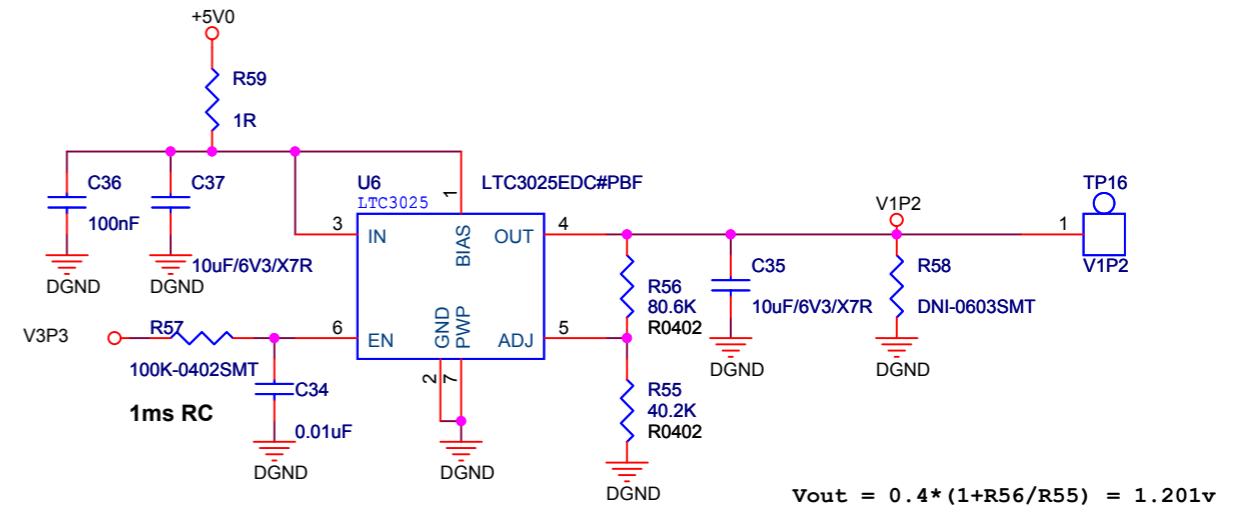 +5V0
R59
1R
C36
100nF
C37
10uF/6V3/X7R
DGND
DGND
U6
LTC3025
LTC3025EDC#PBF
1
3
IN
BIAS
OUT
4
6
EN
GND
PWP
ADJ
5
2
7
V3P3
R57
100K-0402SMT
1ms RC
C34
0.01uF
DGND
DGND
R56
80.6K
R0402
R55
40.2K
R0402
DGND
C35
10uF/6V3/X7R
DGND
V1P2
R58
DNI-0603SMT
DGND
TP16
1
V1P2
Vout = 0.4*(1+R56/R55) = 1.201v